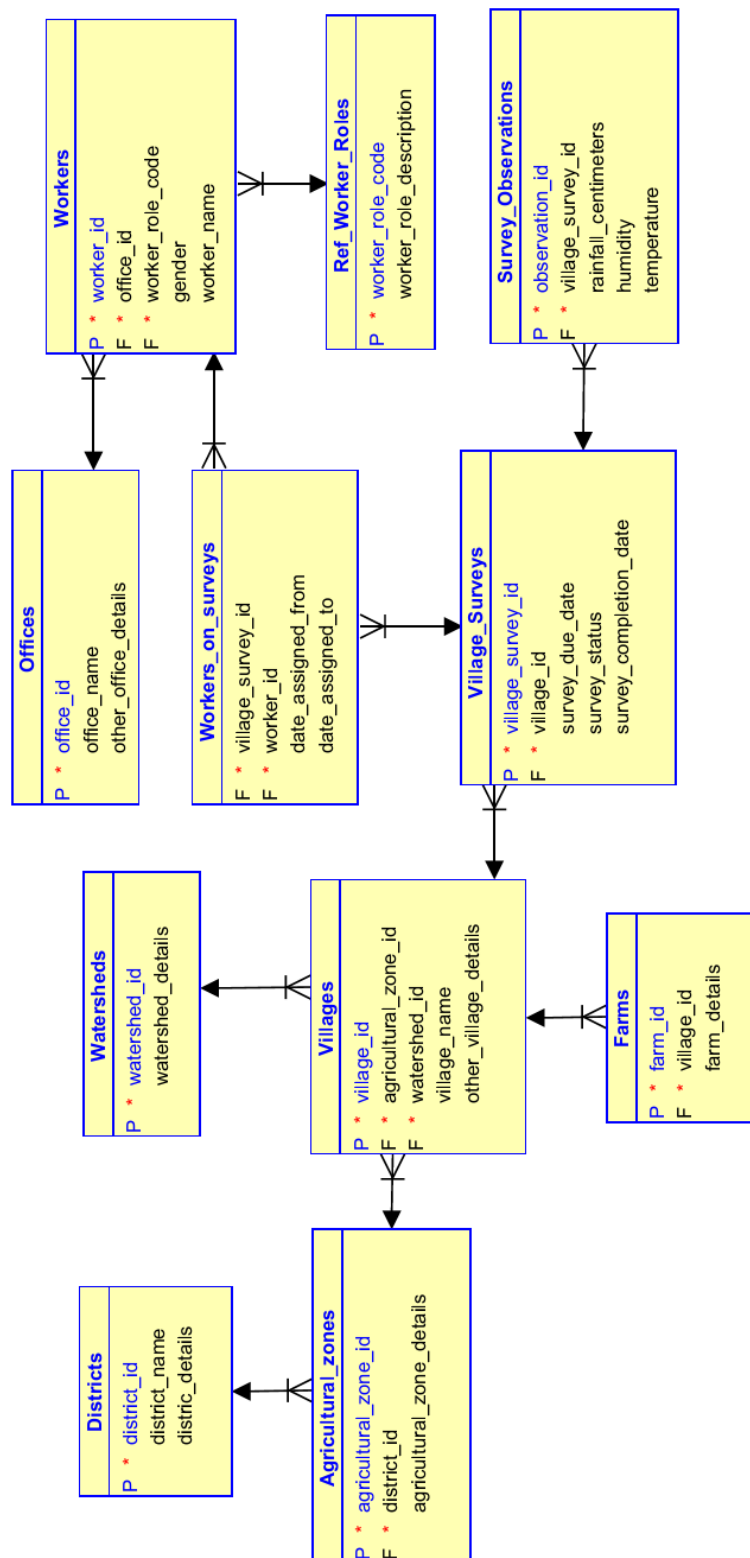 Districts
P * district_id
district_name
distric_details
Agricultural_zones
P * agricultural_zone_id
F * district_id
agricultural_zone_details
Watersheds
P * watershed_id
watershed_details
Villages
P * village_id
F * agricultural_zone_id
F * watershed_id
village_name
other_village_details
Farms
P * farm_id
F * village_id
farm_details
Offices
P * office_id
office_name
other_office_details
Workers_on_surveys
F * village_survey_id
F * worker_id
date_assigned_from
date_assigned_to
Village_Surveys
P * village_survey_id
F * village_id
survey_due_date
survey_status
survey_completion_date
Workers
P * worker_id
F * office_id
F * worker_role_code
gender
worker_name
Ref_Worker_Roles
P * worker_role_code
worker_role_description
Survey_Observations
P * observation_id
F * village_survey_id
rainfall_centimeters
humidity
temperature